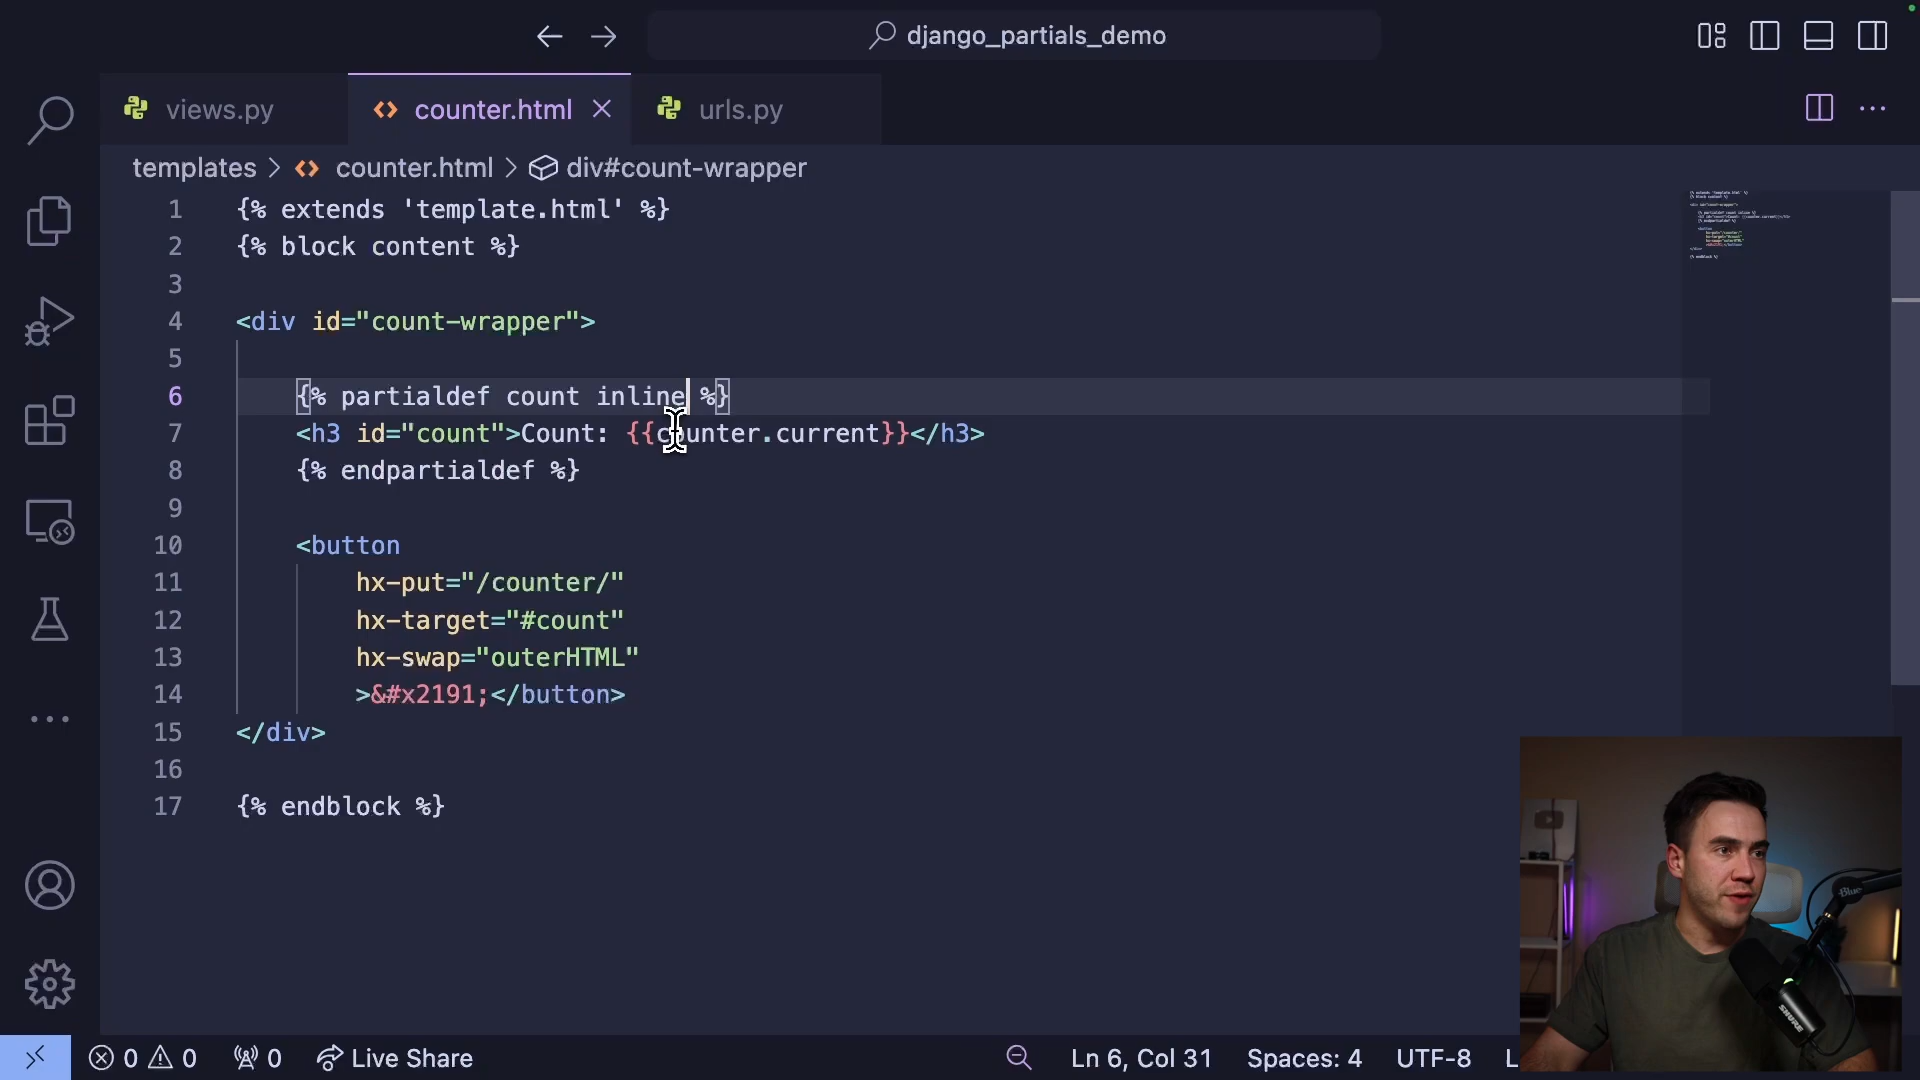 django_partials_demo
views.py
counter.html
urls.py
templates > counter.html > div#count-wrapper
1 {% extends 'template.html' %}
2 {% block content %}
3
4 <div id="count-wrapper">
5
6 {% partialdef count inline %}
7 <h3 id="count">Count: {{counter.current}}</h3>
8 {% endpartialdef %}
9
10 <button
11 hx-put="/counter/"
12 hx-target="#count"
13 hx-swap="outerHTML"
14 >&#x2191;</button>
15 </div>
16
17 {% endblock %}
Blue
SHURE
0 0 0 Live Share Ln 6, Col 31 Spaces: 4 UTF-8 L